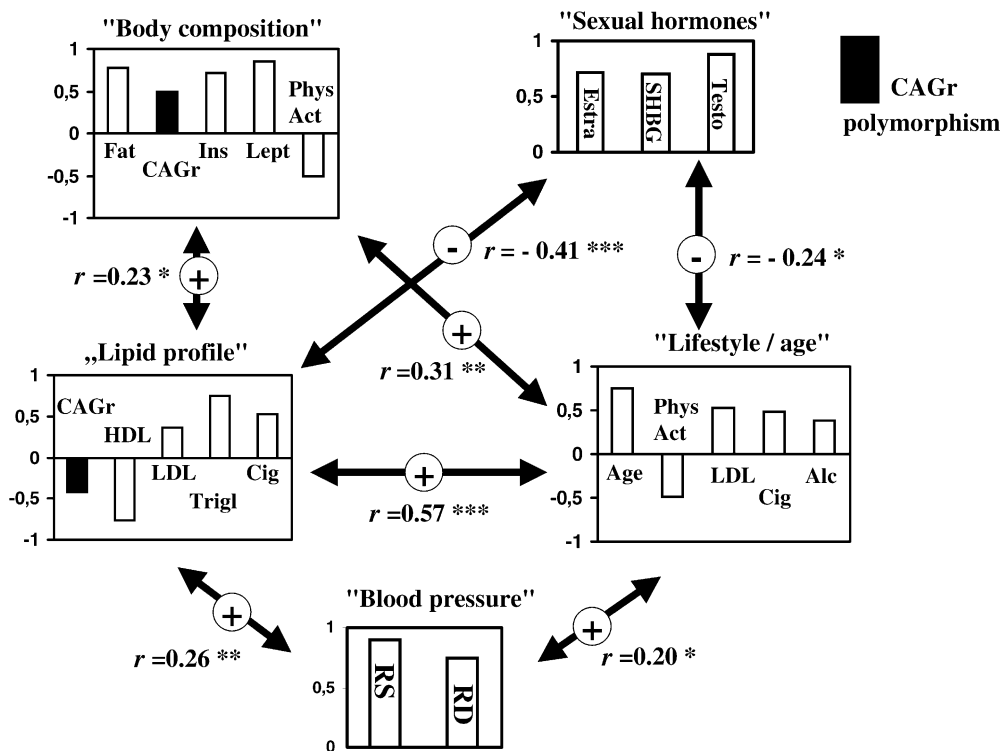 "Body composition"
1
0,5
0
-0,5
-1
Fat
CAGr
Ins
Lept
Phys
Act
"Sexual hormones"
1
0,5
0
Estra
SHBG
Testo
CAGr
polymorphism
r =0.23 *
+
-
r = - 0.41 ***
-
r = - 0.24 *
+
r =0.31 **
„Lipid profile"
1
0,5
0
-0,5
-1
CAGr
HDL
LDL
Trigl
Cig
+
r =0.57 ***
"Lifestyle / age"
1
0,5
0
-0,5
-1
Age
Phys
Act
LDL
Cig
Alc
+
r =0.26 **
"Blood pressure"
1
0,5
0
RS
RD
+
r =0.20 *